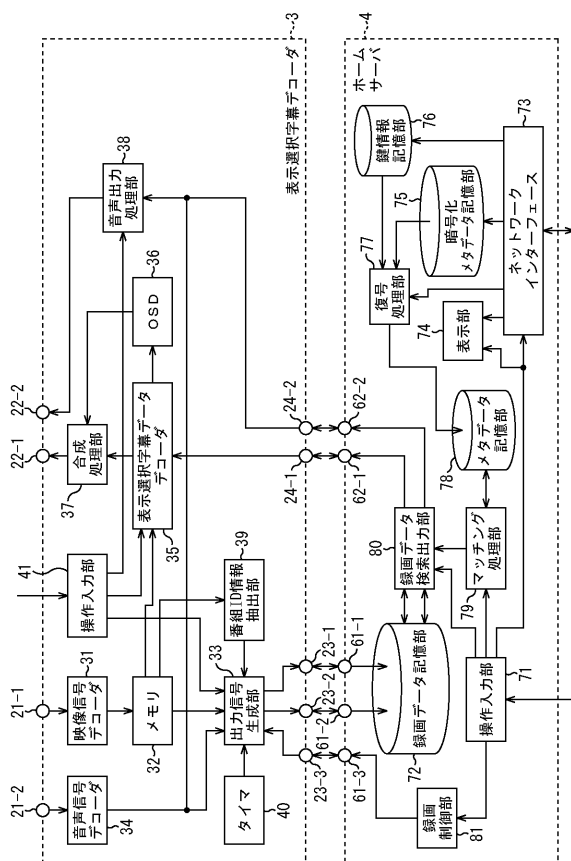 21-2
21-1
22-1
22-2
音声信号
デコーダ
34
映像信号
デコーダ
31
操作入力部
41
合成
処理部
37
音声出力
処理部
38
メモリ
32
表示選択字幕データ
デコーダ
35
OSD
36
タイマ
40
出力信号
生成部
33
番組ID情報
抽出部
39
23-3
23-2
23-1
24-1
24-2
表示選択字幕デコーダ
3
61-3
61-2
61-1
62-1
62-2
ホーム
サーバ
4
録画
制御部
81
録画データ記憶部
72
録画データ
検索出力部
80
操作入力部
71
マッチング
処理部
79
メタデータ
記憶部
78
復号
処理部
77
表示部
74
暗号化
メタデータ記憶部
75
鍵情報
記憶部
76
ネットワーク
インターフェース
73